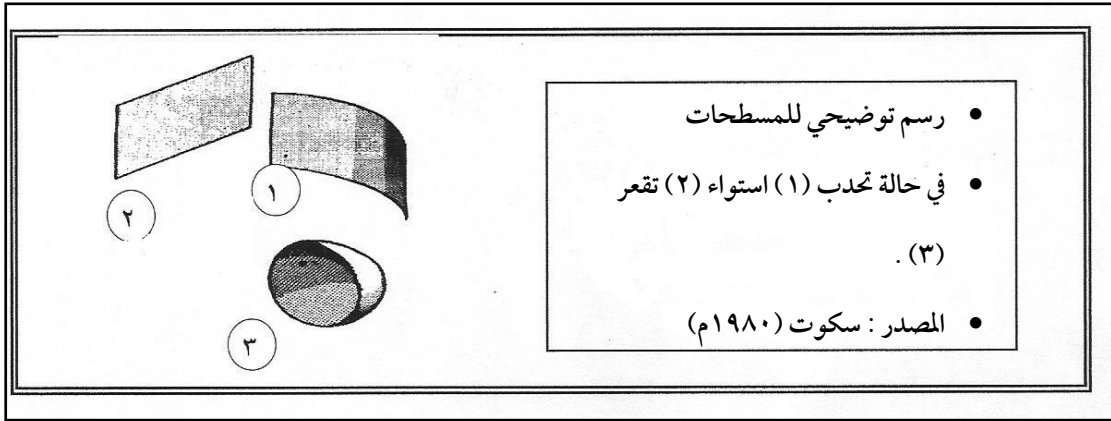 • رسم توضيحي للمسطحات
• في حالة تحدب (١) استواء (٢) تقعر
(٣) .
• المصدر : سكوت (١٩٨٠م)
١
٢
٣